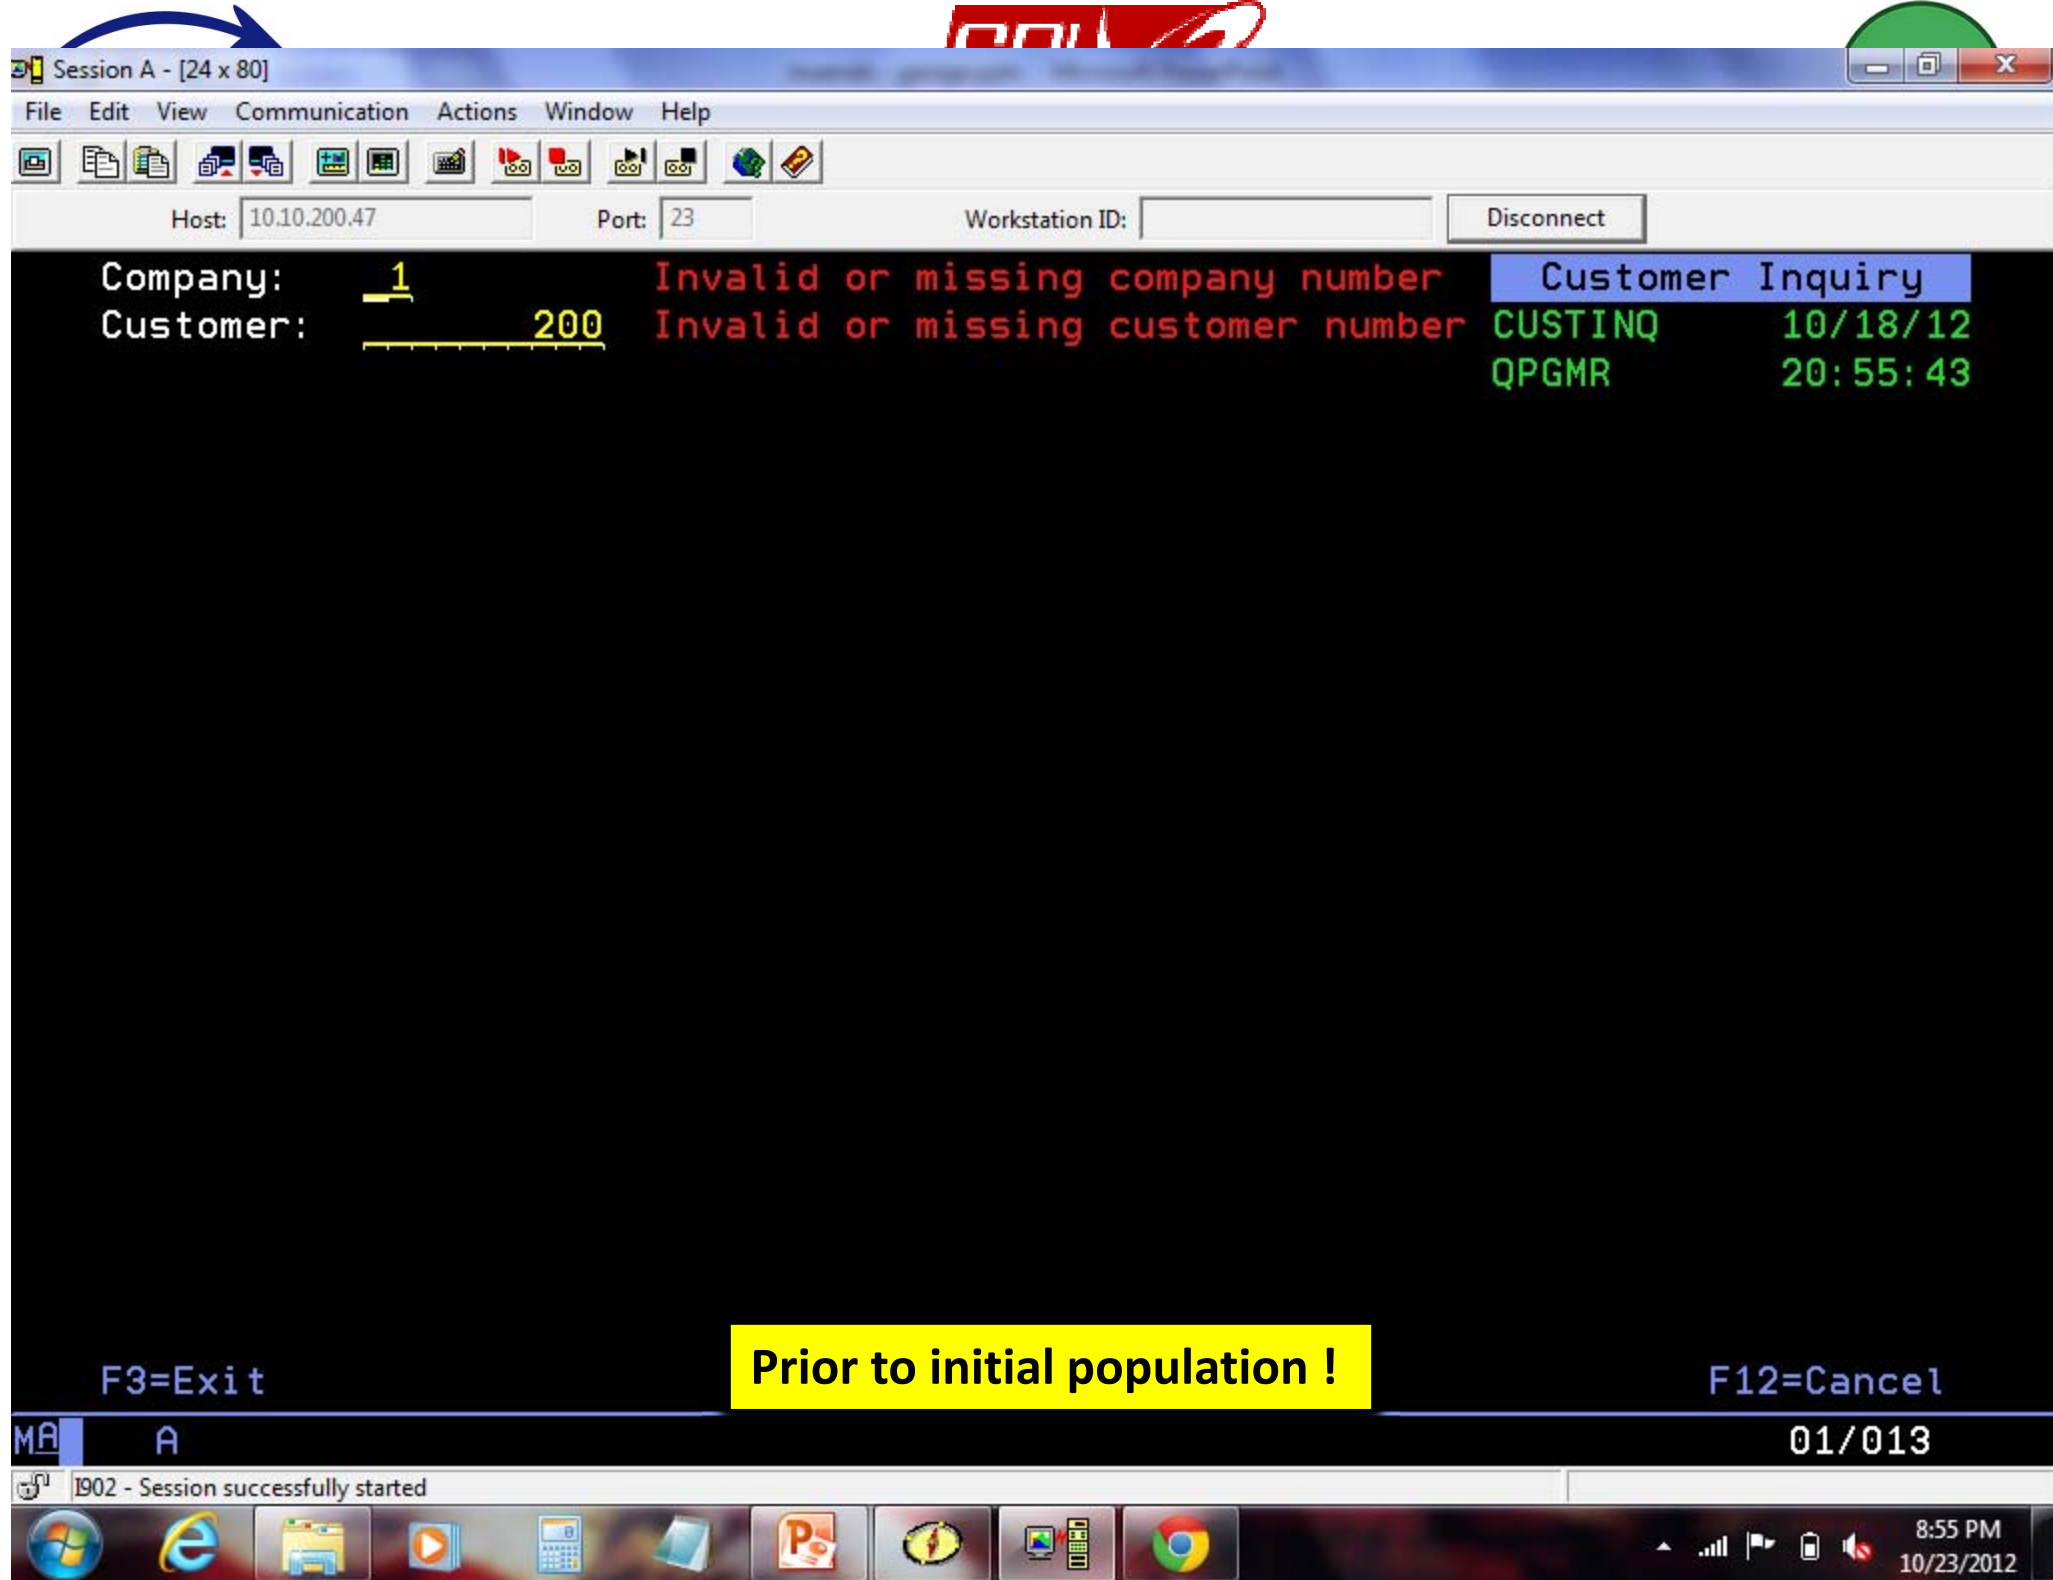 Session A - [24 x 80]
File Edit View Communication Actions Window Help
Host: 10.10.200.47 Port: 23 Workstation ID: Disconnect
Company: 1 Invalid or missing company number Customer Inquiry
Customer: 200 Invalid or missing customer number CUSTINQ 10/18/12
QPGMR 20:55:43
Prior to initial population !
F3=Exit F12=Cancel
MA A 01/013
I902 - Session successfully started
8:55 PM
10/23/2012